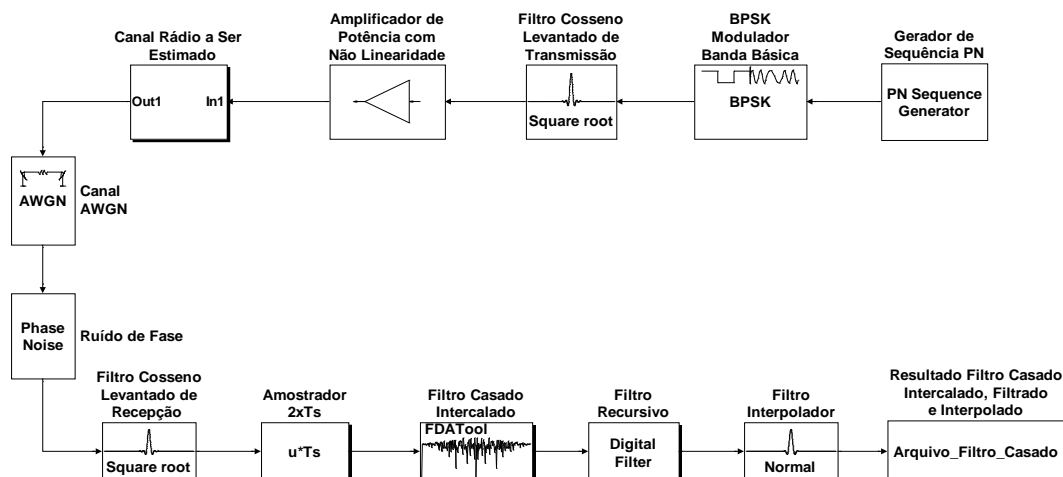 Canal Rádio a Ser
Estimado
Out1
In1
Amplificador de
Potência com
Não Linearidade
Filtro Cosseno
Levantado de
Transmissão
Square root
BPSK
Modulador
Banda Básica
BPSK
Gerador de
Sequência PN
PN Sequence
Generator
AWGN
Canal
AWGN
Phase
Noise
Ruído de Fase
Filtro Cosseno
Levantado de
Recepção
Square root
Amostrador
2xTs
u*Ts
Filtro Casado
Intercalado
FDATool
Filtro
Recursivo
Digital
Filter
Filtro
Interpolador
Normal
Resultado Filtro Casado
Intercalado, Filtrado
e Interpolado
Arquivo_Filtro_Casado